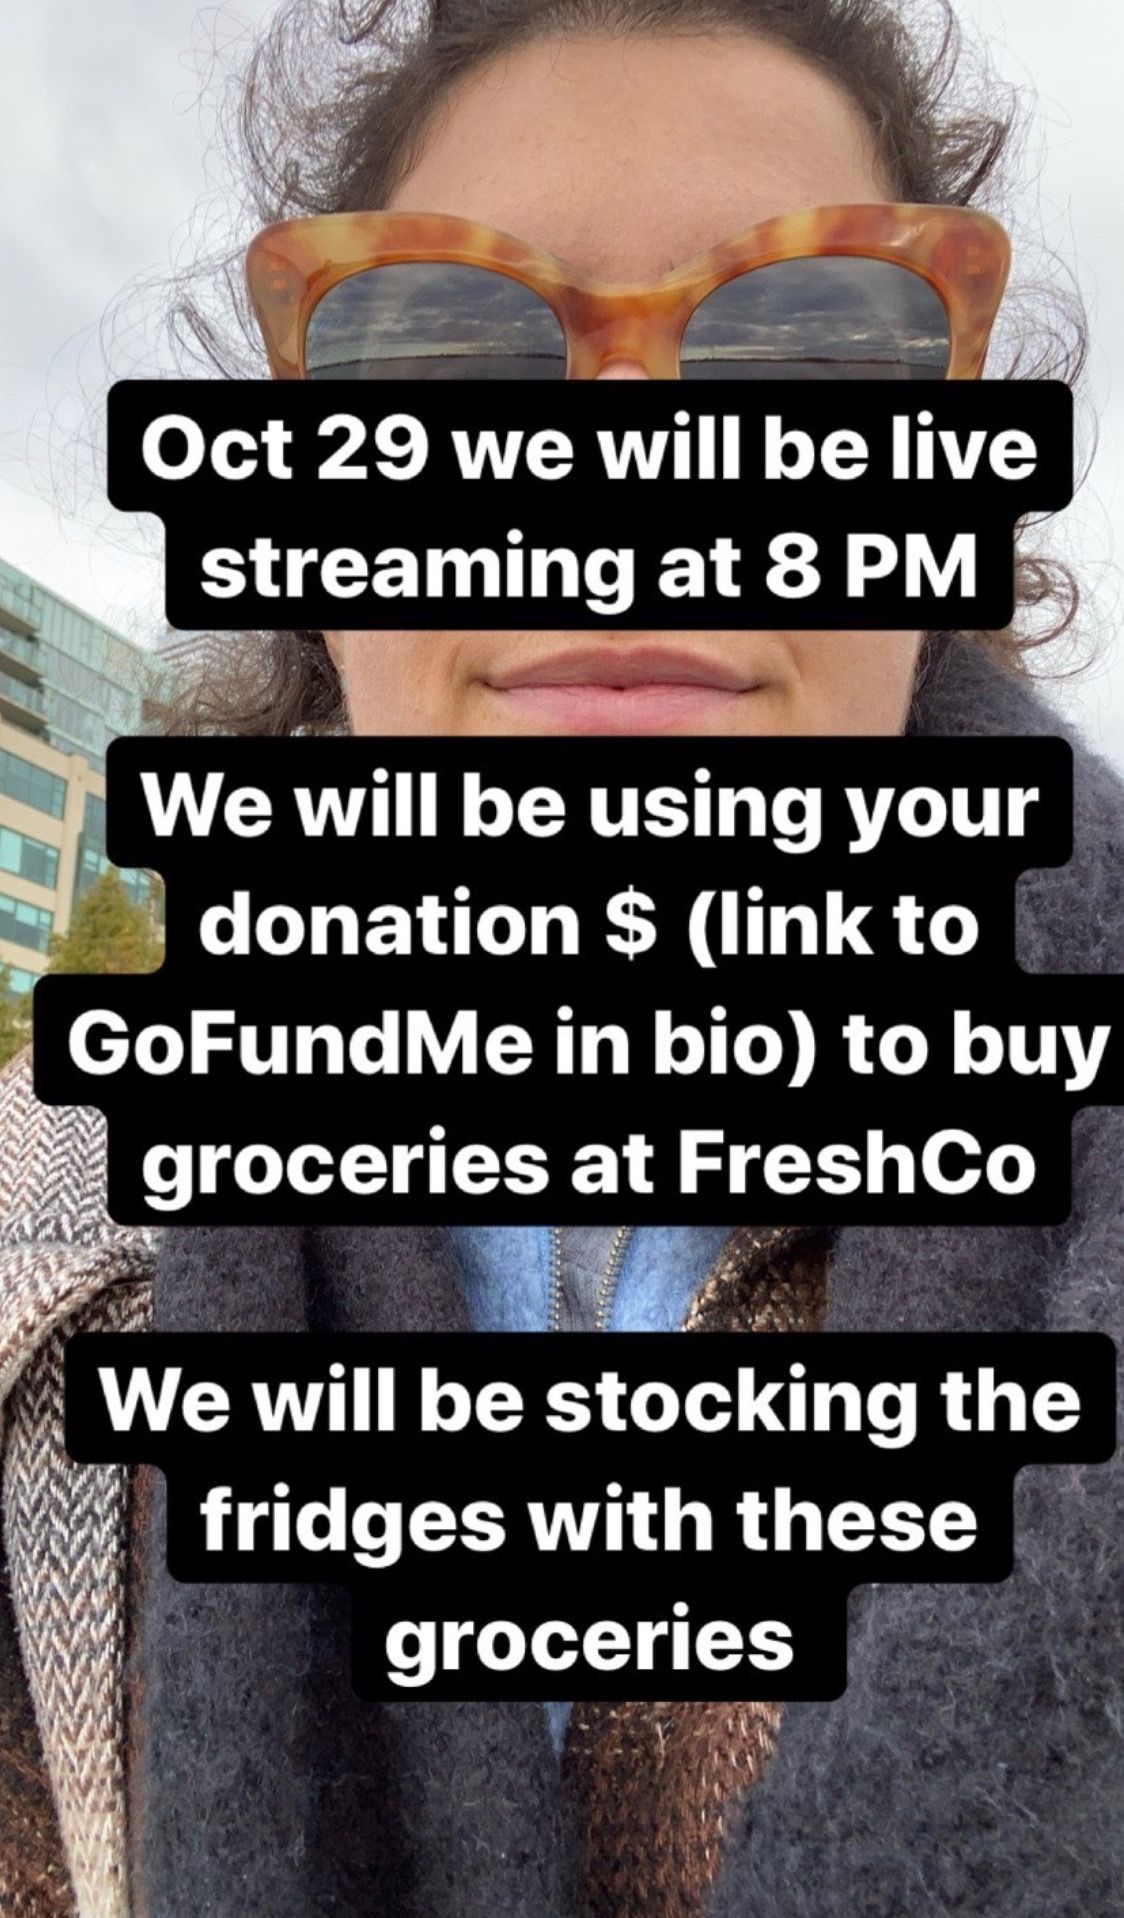 Oct 29 we will be live
streaming at 8 PM
We will be using your
donation $ (link to
GoFundMe in bio) to buy
groceries at FreshCo
We will be stocking the
fridges with these
groceries